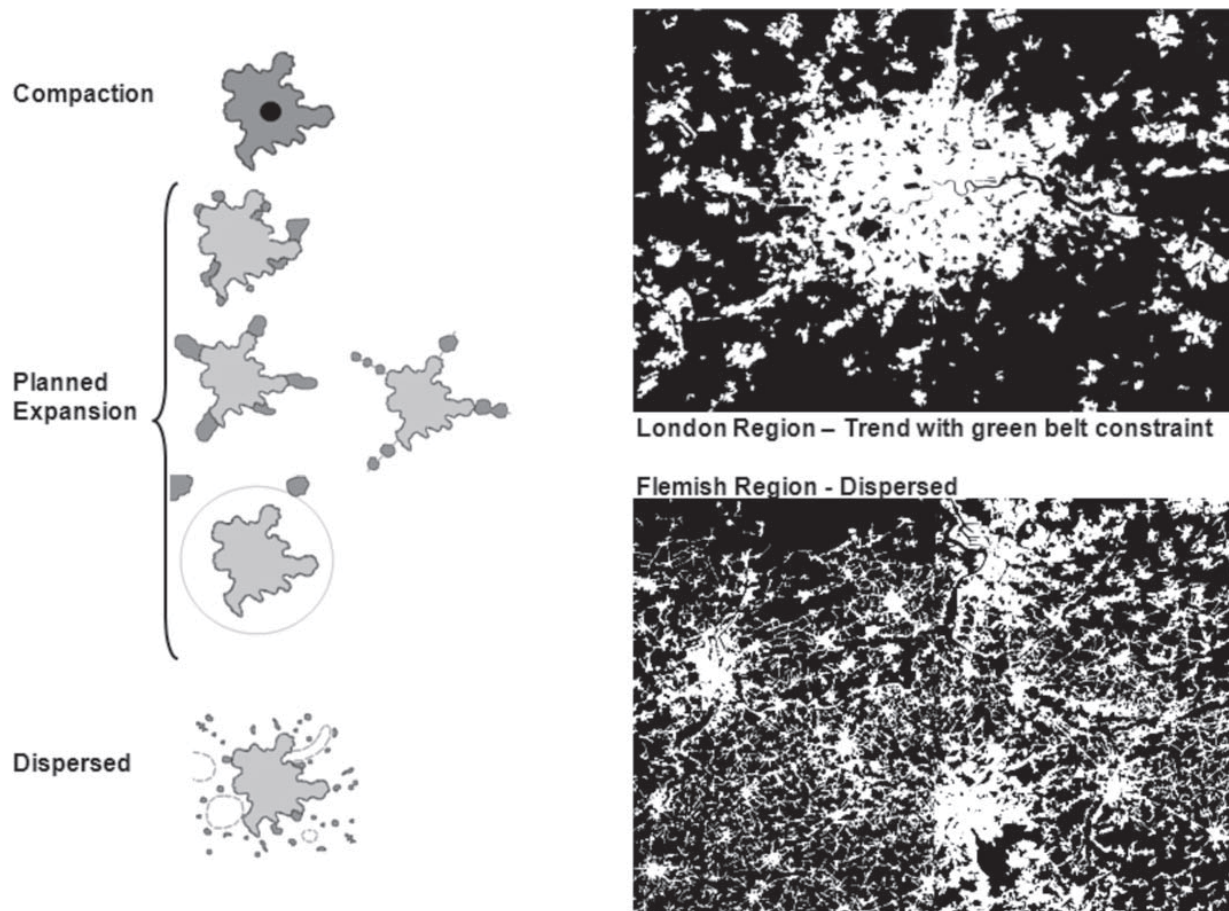 Compaction
Planned
Expansion
Dispersed
London Region – Trend with green belt constraint
Flemish Region - Dispersed